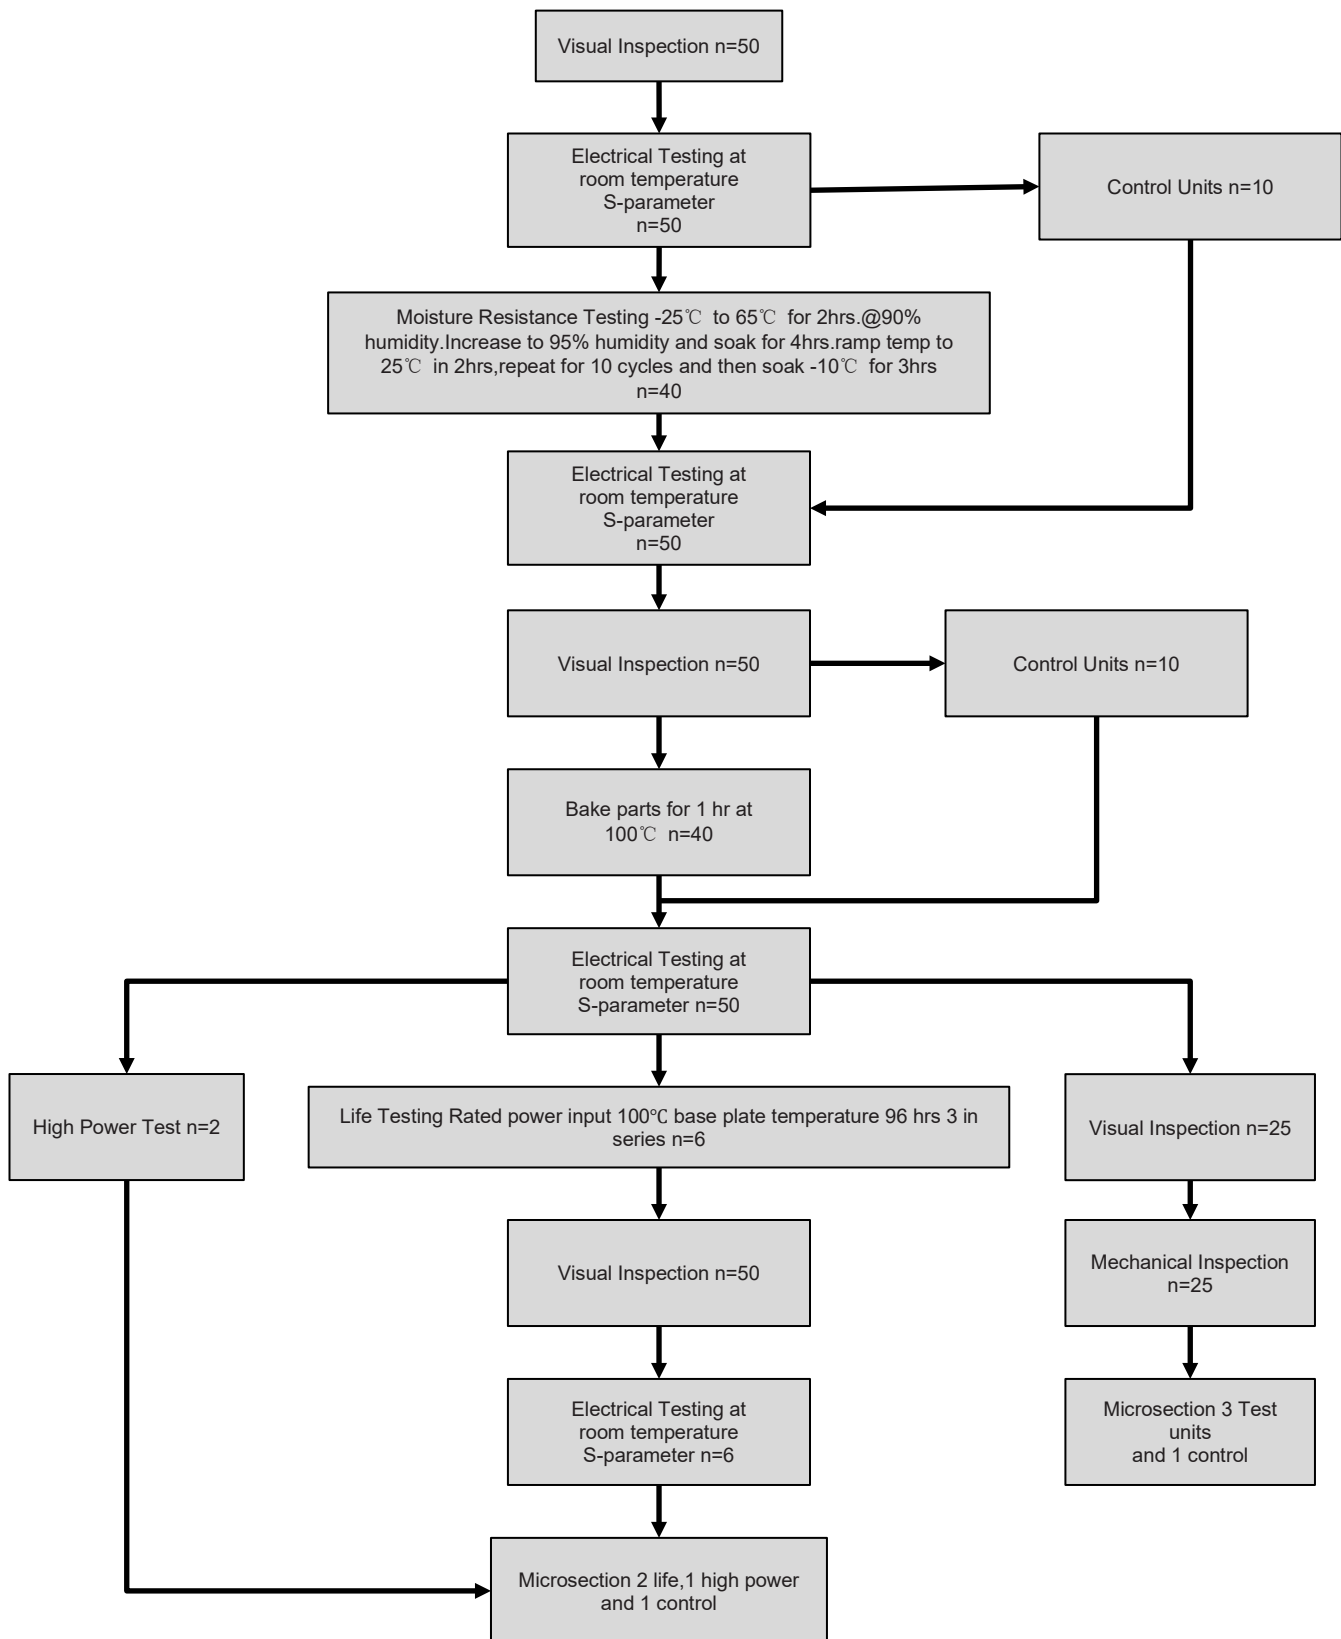 Visual Inspection n=50
Electrical Testing at
room temperature
S-parameter
n=50
Control Units n=10
Moisture Resistance Testing -25℃ to 65℃ for 2hrs.@90%
humidity.Increase to 95% humidity and soak for 4hrs.ramp temp to
25℃ in 2hrs,repeat for 10 cycles and then soak -10℃ for 3hrs
n=40
Electrical Testing at
room temperature
S-parameter
n=50
Visual Inspection n=50
Control Units n=10
Bake parts for 1 hr at
100℃ n=40
Electrical Testing at
room temperature
S-parameter n=50
High Power Test n=2
Life Testing Rated power input 100℃ base plate temperature 96 hrs 3 in
series n=6
Visual Inspection n=25
Visual Inspection n=50
Mechanical Inspection
n=25
Electrical Testing at
room temperature
S-parameter n=6
Microsection 3 Test
units
and 1 control
Microsection 2 life,1 high power
and 1 control